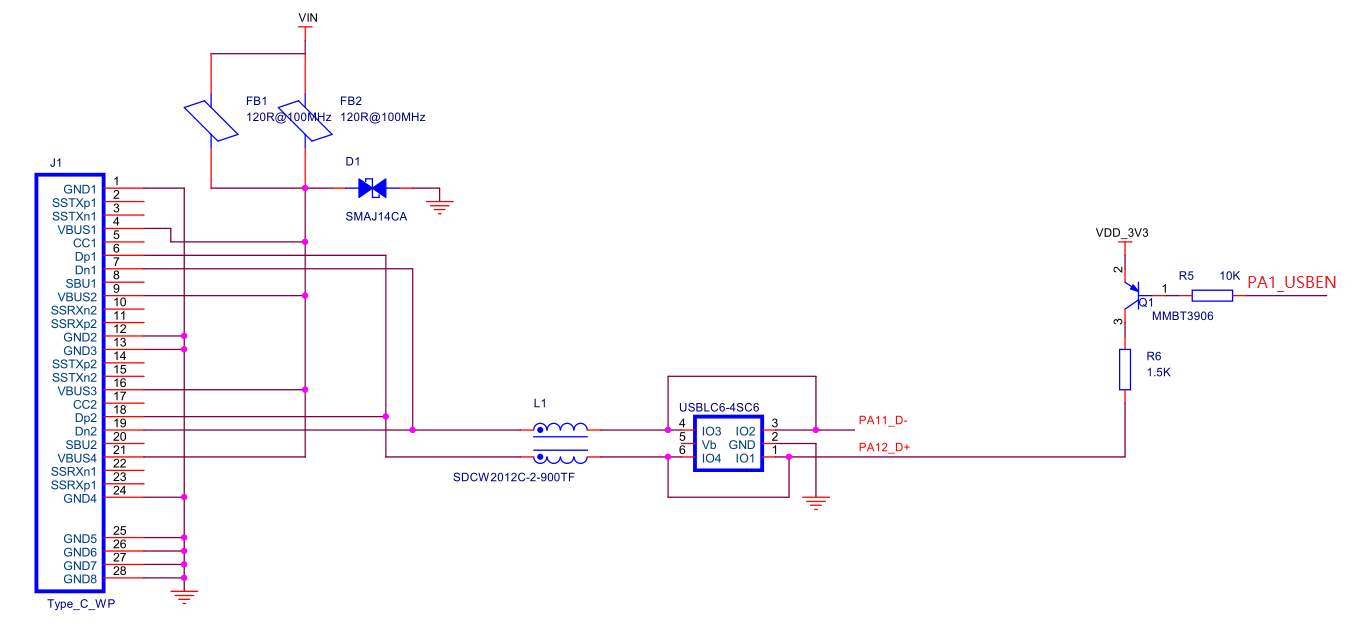 VIN
FB1
120R@100MHz
FB2
120R@100MHz
D1
SMAJ14CA
J1
GND1 1
SSTXp1 2
SSTXn1 3
VBUS1 4
CC1 5
Dp1 6
Dn1 7
SBU1 8
VBUS2 9
SSRXn2 10
SSRXp2 11
GND2 12
GND3 13
SSTXp2 14
SSTXn2 15
VBUS3 16
CC2 17
Dp2 18
Dn2 19
SBU2 20
VBUS4 21
SSRXn1 22
SSRXp1 23
GND4 24
GND5 25
GND6 26
GND7 27
GND8 28
Type_C_WP
L1
SDCW2012C-2-900TF
USBLC6-4SC6
4 IO3 IO2 3
5 Vb GND 2
6 IO4 IO1 1
PA11_D-
PA12_D+
VDD_3V3
2
1
3
Q1
MMBT3906
R5 10K
PA1_USBEN
R6
1.5K